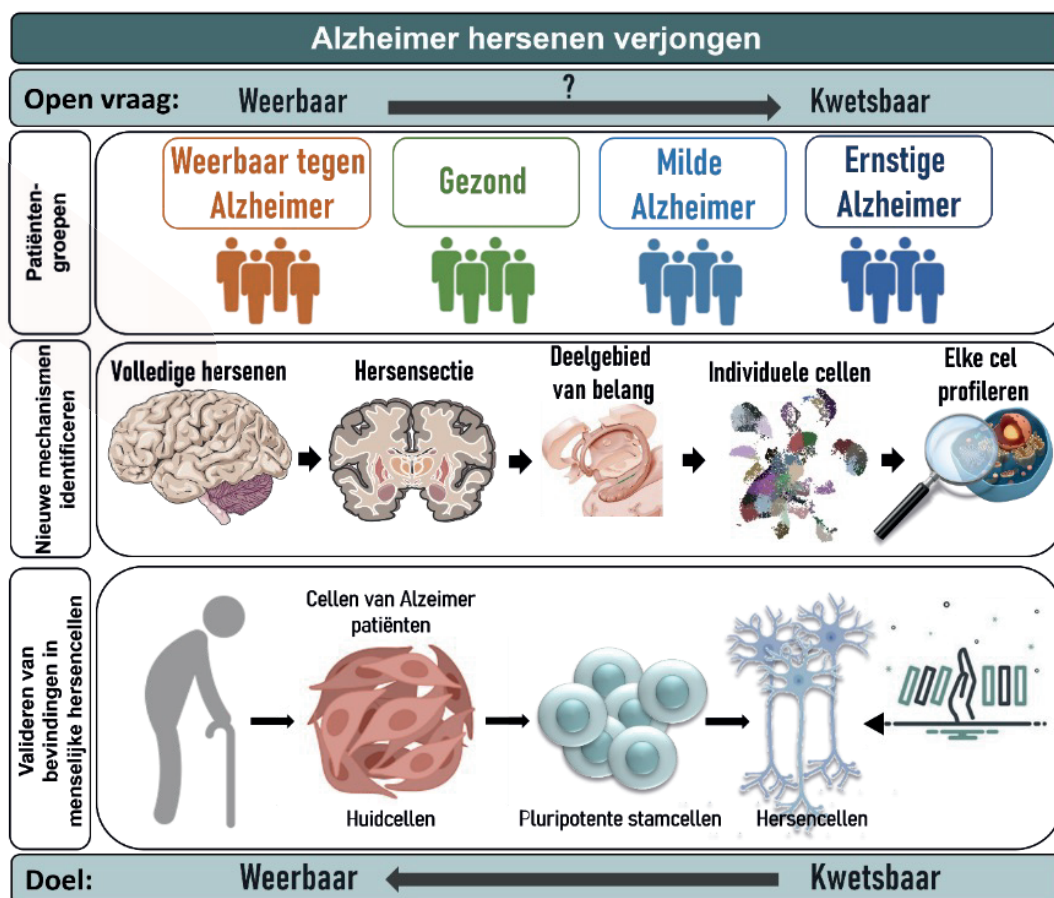 Alzheimer hersenen verjongen
Open vraag:
Weerbaar
?
Kwetsbaar
Patiënten-
groepen
Weerbaar tegen
Alzheimer
Gezond
Milde
Alzheimer
Ernstige
Alzheimer
Nieuwe mechanismen
identificeren
Volledige hersenen
Hersensectie
Deelgebied
van belang
Individuele cellen
Elke cel
profileren
Valideren van
bevindingen in
menselijke hersencellen
Cellen van Alzeimer
patiënten
Huidcellen
Pluripotente stamcellen
Hersencellen
Doel:
Weerbaar
Kwetsbaar